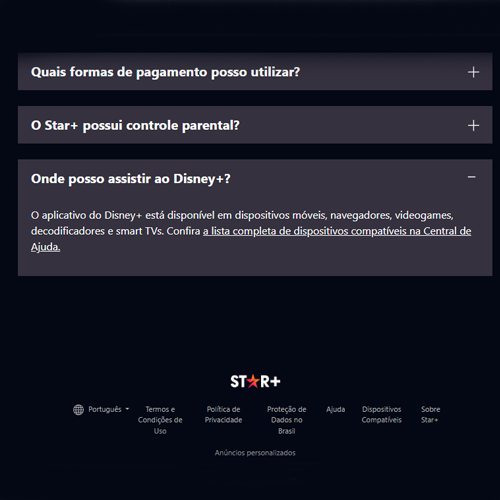 Quais formas de pagamento posso utilizar?
O Star+ possui controle parental?
Onde posso assistir ao Disney+?
O aplicativo do Disney+ está disponível em dispositivos móveis, navegadores, videogames,
decodificadores e smart TVs. Confira a lista completa de dispositivos compatíveis na Central de
Ajuda.
STAR+
Português
Termos e
Condições de
Uso
Política de
Privacidade
Proteção de
Dados no
Brasil
Ajuda
Dispositivos
Compatíveis
Sobre
Star+
Anúncios personalizados